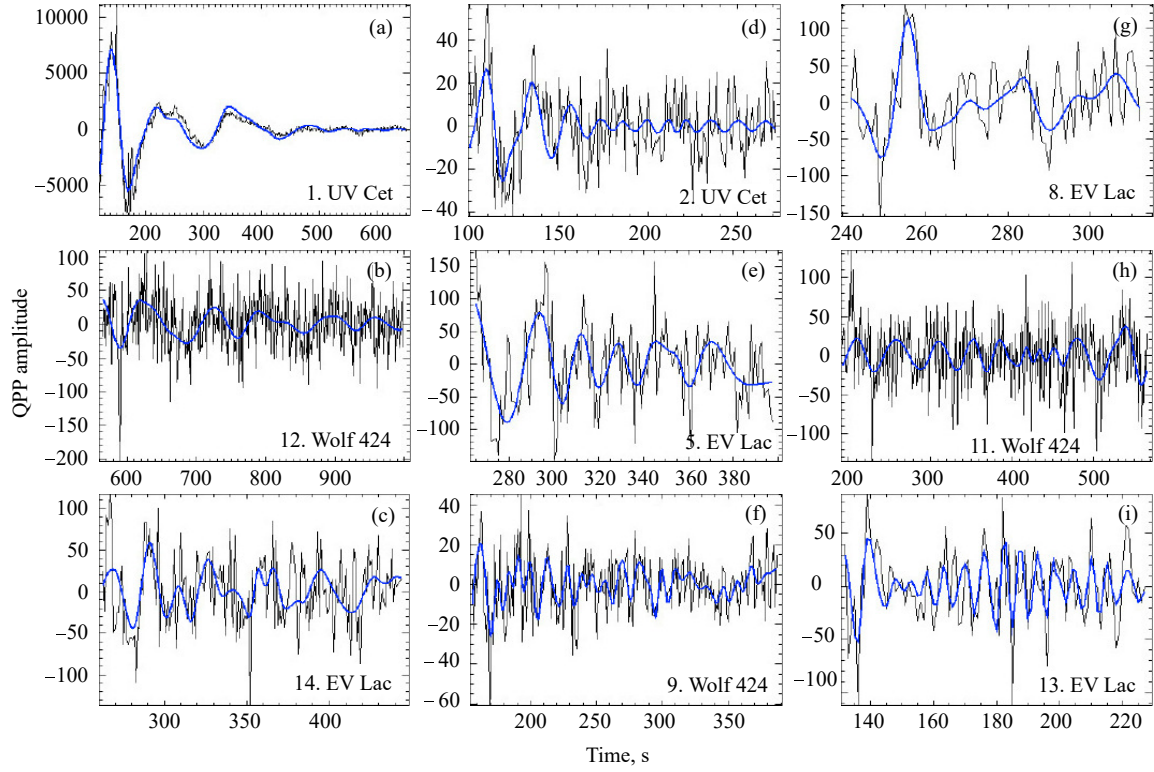 (a)
10000
5000
0
−5000
1. UV Cet
200 300 400 500 600
(d)
40
20
0
−20
−40
2. UV Cet
100 120 140 160 180 200 250
(g)
100
50
0
−50
−100
−150
8. EV Lac
240 260 280 300
QPP amplitude
(b)
100
50
0
−50
−100
−150
−200
12. Wolf 424
600 700 800 900
(e)
100
50
0
−50
−100
5. EV Lac
280 300 320 340 360 380
(h)
100
50
0
−50
−100
11. Wolf 424
200 300 400 500
(c)
100
50
0
−50
−100
14. EV Lac
300 400
(f)
40
20
0
−20
−40
−60
9. Wolf 424
200 250 300 350
(i)
50
0
−50
−100
13. EV Lac
140 160 180 200 220
Time, s